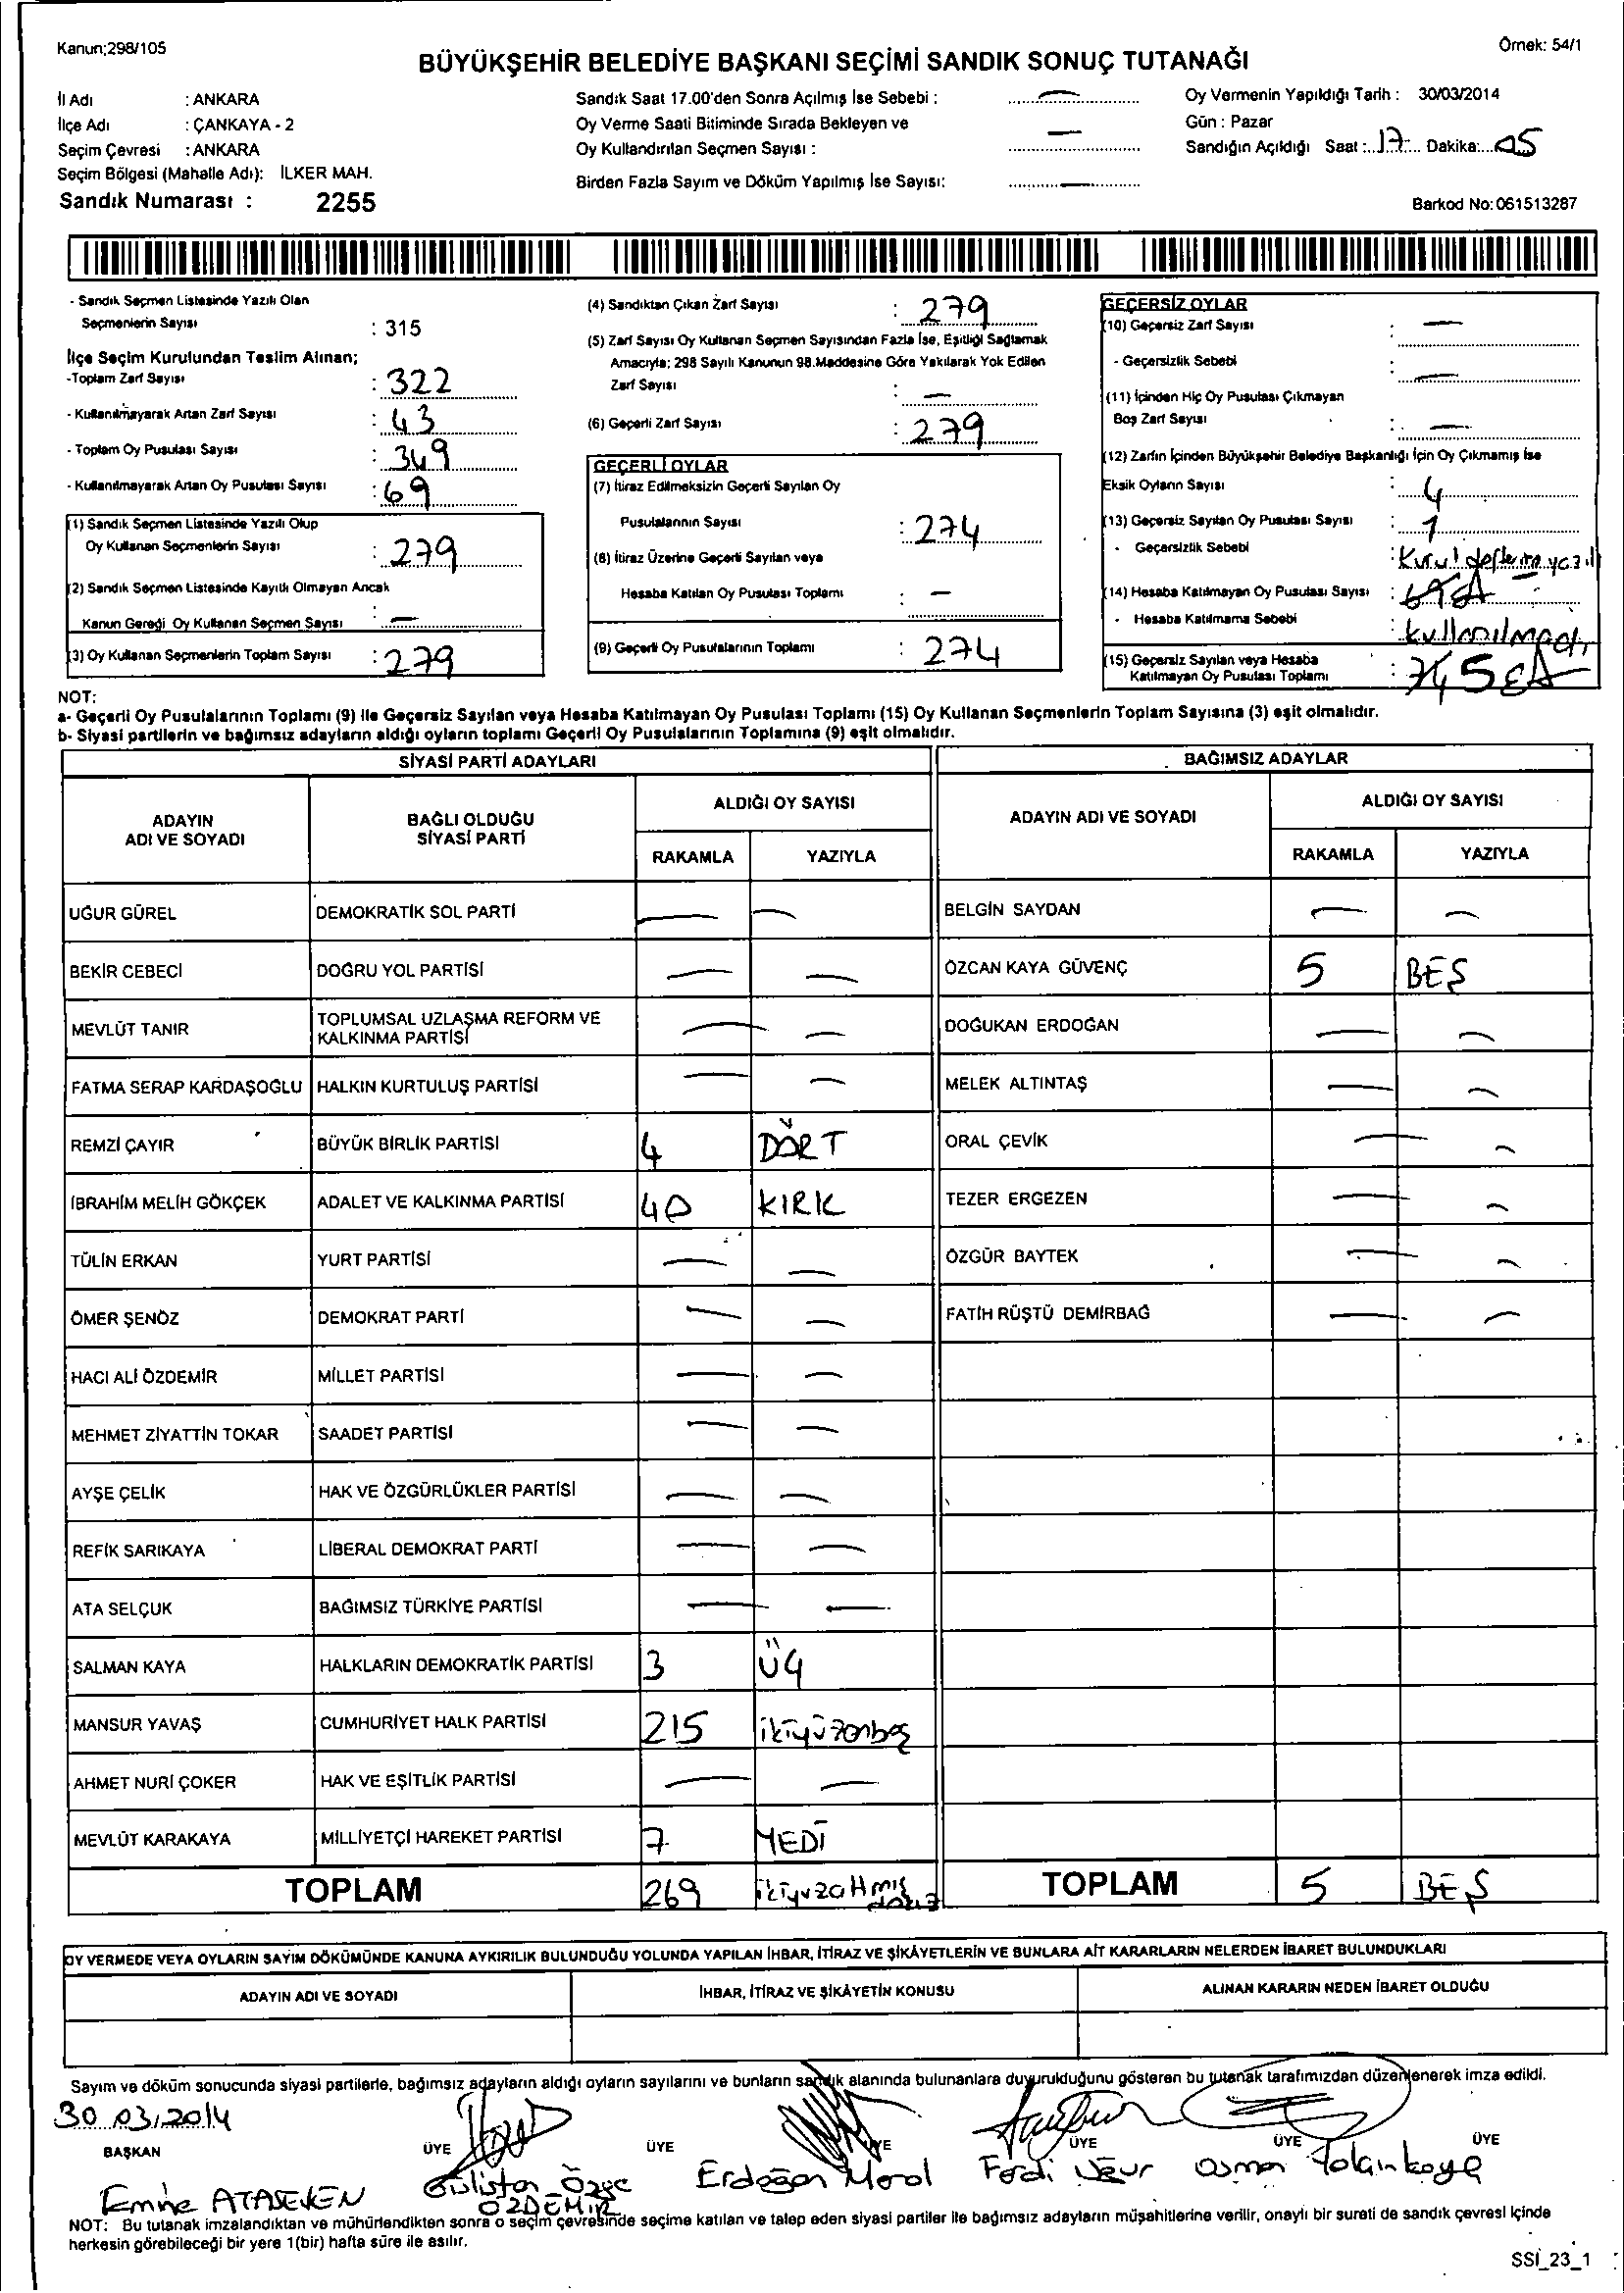 Kanun;298/105
Örnek: 54/1
BÜYÜKŞEHİR BELEDİYE BAŞKANI SEÇİMİ SANDIK SONUÇ TUTANAĞI
İl Adı : ANKARA
İlçe Adı : ÇANKAYA - 2
Seçim Çevresi : ANKARA
Seçim Bölgesi (Mahalle Adı): İLKER MAH.
Sandık Numarası : 2255
Sandık Saat 17.00'den Sonra Açılmış İse Sebebi : —
Oy Verme Saati Bitiminde Sırada Bekleyen ve
Oy Kullandırılan Seçmen Sayısı : —
Birden Fazla Sayım ve Döküm Yapılmış İse Sayısı: —
Oy Vermenin Yapıldığı Tarih : 30/03/2014
Gün : Pazar
Sandığın Açıldığı Saat : 17 Dakika: 05
Barkod No: 061513287
- Sandık Seçmen Listesinde Yazılı Olan
Seçmenlerin Sayısı : 315
İlçe Seçim Kurulundan Teslim Alınan;
-Toplam Zarf Sayısı : 322
- Kullanılmayarak Artan Zarf Sayısı : 43
- Toplam Oy Pusulası Sayısı : 349
- Kullanılmayarak Artan Oy Pusulası Sayısı : 69
(1) Sandık Seçmen Listesinde Yazılı Olup
Oy Kullanan Seçmenlerin Sayısı : 279
(2) Sandık Seçmen Listesinde Kayıtlı Olmayan Ancak
Kanun Gereği Oy Kullanan Seçmen Sayısı : —
(3) Oy Kullanan Seçmenlerin Toplam Sayısı : 279
(4) Sandıktan Çıkan Zarf Sayısı : 279
(5) Zarf Sayısı Oy Kullanan Seçmen Sayısından Fazla İse, Eşitliği Sağlamak
Amacıyla; 298 Sayılı Kanunun 98.Maddesine Göre Yakılarak Yok Edilen
Zarf Sayısı : —
(6) Geçerli Zarf Sayısı : 279
GEÇERLİ OYLAR
(7) İtiraz Edilmeksizin Geçerli Sayılan Oy
Pusulalarının Sayısı : 274
(8) İtiraz Üzerine Geçerli Sayılan veya
Hesaba Katılan Oy Pusulası Toplamı : —
(9) Geçerli Oy Pusulalarının Toplamı : 274
GEÇERSİZ OYLAR
(10) Geçersiz Zarf Sayısı : —
- Geçersizlik Sebebi : —
(11) İçinden Hiç Oy Pusulası Çıkmayan
Boş Zarf Sayısı : —
(12) Zarfın İçinden Büyükşehir Belediye Başkanlığı İçin Oy Çıkmamış İse
Eksik Oyların Sayısı : 4
(13) Geçersiz Sayılan Oy Pusulası Sayısı : 1
- Geçersizlik Sebebi : Kurul defterine yazıldı
(14) Hesaba Katılmayan Oy Pusulası Sayısı : —
- Hesaba Katılmama Sebebi : kullanılmadı
(15) Geçersiz Sayılan veya Hesaba
Katılmayan Oy Pusulası Toplamı : 5 EA
NOT:
a- Geçerli Oy Pusulalarının Toplamı (9) ile Geçersiz Sayılan veya Hesaba Katılmayan Oy Pusulası Toplamı (15) Oy Kullanan Seçmenlerin Toplam Sayısına (3) eşit olmalıdır.
b- Siyasi partilerin ve bağımsız adayların aldığı oyların toplamı Geçerli Oy Pusulalarının Toplamına (9) eşit olmalıdır.
SİYASİ PARTİ ADAYLARI
ADAYIN ADI VE SOYADI
BAĞLI OLDUĞU SİYASİ PARTİ
ALDIĞI OY SAYISI
RAKAMLA YAZIYLA
UĞUR GÜREL DEMOKRATİK SOL PARTİ — —
BEKİR CEBECİ DOĞRU YOL PARTİSİ — —
MEVLÜT TANIR TOPLUMSAL UZLAŞMA REFORM VE
KALKINMA PARTİSİ — —
FATMA SERAP KARDAŞOĞLU HALKIN KURTULUŞ PARTİSİ — —
REMZİ ÇAYIR BÜYÜK BİRLİK PARTİSİ 4 DÖRT
İBRAHİM MELİH GÖKÇEK ADALET VE KALKINMA PARTİSİ 40 KIRK
TÜLİN ERKAN YURT PARTİSİ — —
ÖMER ŞENÖZ DEMOKRAT PARTİ — —
HACI ALİ ÖZDEMİR MİLLET PARTİSİ — —
MEHMET ZİYATTİN TOKAR SAADET PARTİSİ — —
AYŞE ÇELİK HAK VE ÖZGÜRLÜKLER PARTİSİ — —
REFİK SARIKAYA LİBERAL DEMOKRAT PARTİ — —
ATA SELÇUK BAĞIMSIZ TÜRKİYE PARTİSİ — —
SALMAN KAYA HALKLARIN DEMOKRATİK PARTİSİ 3 ÜÇ
MANSUR YAVAŞ CUMHURİYET HALK PARTİSİ 215 ikiyüzonbeş
AHMET NURİ ÇOKER HAK VE EŞİTLİK PARTİSİ — —
MEVLÜT KARAKAYA MİLLİYETÇİ HAREKET PARTİSİ 7 YEDİ
TOPLAM 269 ikiyüzaltmış dokuz
BAĞIMSIZ ADAYLAR
ADAYIN ADI VE SOYADI
ALDIĞI OY SAYISI
RAKAMLA YAZIYLA
BELGİN SAYDAN — —
ÖZCAN KAYA GÜVENÇ 5 BEŞ
DOĞUKAN ERDOĞAN — —
MELEK ALTINTAŞ — —
ORAL ÇEVİK — —
TEZER ERGEZEN — —
ÖZGÜR BAYTEK — —
FATİH RÜŞTÜ DEMİRBAĞ — —
TOPLAM 5 BEŞ
OY VERMEDE VEYA OYLARIN SAYIM DÖKÜMÜNDE KANUNA AYKIRILIK BULUNDUĞU YOLUNDA YAPILAN İHBAR, İTİRAZ VE ŞİKÂYETLERİN VE BUNLARA AİT KARARLARIN NELERDEN İBARET BULUNDUKLARI
ADAYIN ADI VE SOYADI İHBAR, İTİRAZ VE ŞİKÂYETİN KONUSU ALINAN KARARIN NEDEN İBARET OLDUĞU
Sayım ve döküm sonucunda siyasi partilerle, bağımsız adayların aldığı oyların sayılarını ve bunların sandık alanında bulunanlara duyurulduğunu gösteren bu tutanak tarafımızdan düzenlenerek imza edildi.
30.03.2014
BAŞKAN ÜYE ÜYE ÜYE ÜYE ÜYE ÜYE
Emine ATASEVEN Gülistan Özge ÖZDEMİR Erdoğan Meral Ferdi Uğur Osman Tolgınkaya
NOT: Bu tutanak imzalandıktan ve mühürlendikten sonra o seçim çevresinde seçime katılan ve talep eden siyasi partiler ile bağımsız adayların müşahitlerine verilir, onaylı bir sureti de sandık çevresi içinde
herkesin görebileceği bir yere 1(bir) hafta süre ile asılır.
SSİ_23_1